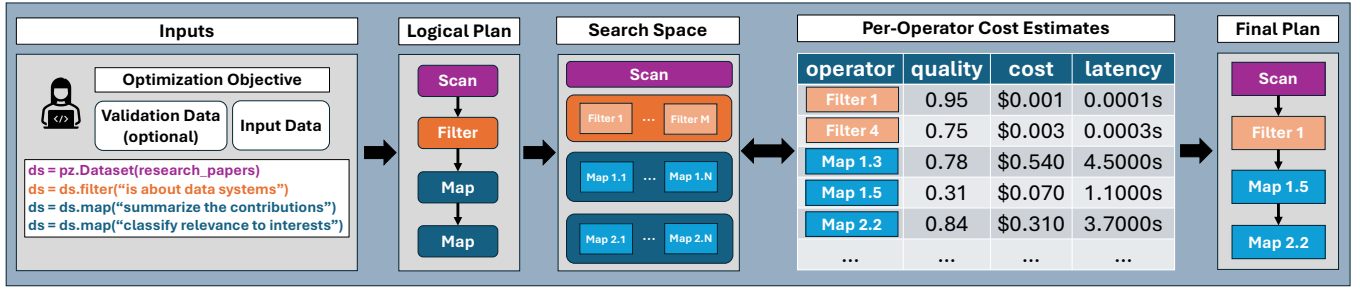 Inputs
Optimization Objective
Validation Data
(optional)
Input Data
</>
ds = pz.Dataset(research_papers)
ds = ds.filter(“is about data systems”)
ds = ds.map(“summarize the contributions”)
ds = ds.map(“classify relevance to interests”)
Logical Plan
Scan
Filter
Map
Map
Search Space
Scan
Filter 1 ... Filter M
Map 1.1 ... Map 1.N
Map 2.1 ... Map 2.N
Per-Operator Cost Estimates
operator quality cost latency
Filter 1 0.95 $0.001 0.0001s
Filter 4 0.75 $0.003 0.0003s
Map 1.3 0.78 $0.540 4.5000s
Map 1.5 0.31 $0.070 1.1000s
Map 2.2 0.84 $0.310 3.7000s
... ... ... ...
Final Plan
Scan
Filter 1
Map 1.5
Map 2.2